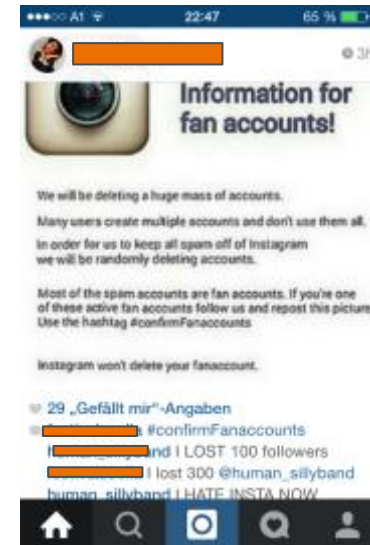 A1 22:47 65 %
3h
Information for
fan accounts!
We will be deleting a huge mass of accounts.
Many users create multiple accounts and don't use them all.
in order for us to keep all spam off of Instagram
we will be randomly deleting accounts.
Most of the spam accounts are fan accounts. If you're one
of these active fan accounts follow us and repost this picture
Use the hashtag #confirmFanaccounts
Instagram won't delete your fanaccount.
29 „Gefällt mir"-Angaben
#confirmFanaccounts
I LOST 100 followers
I lost 300 @human_sillyband
human_sillyband I HATE INSTA NOW